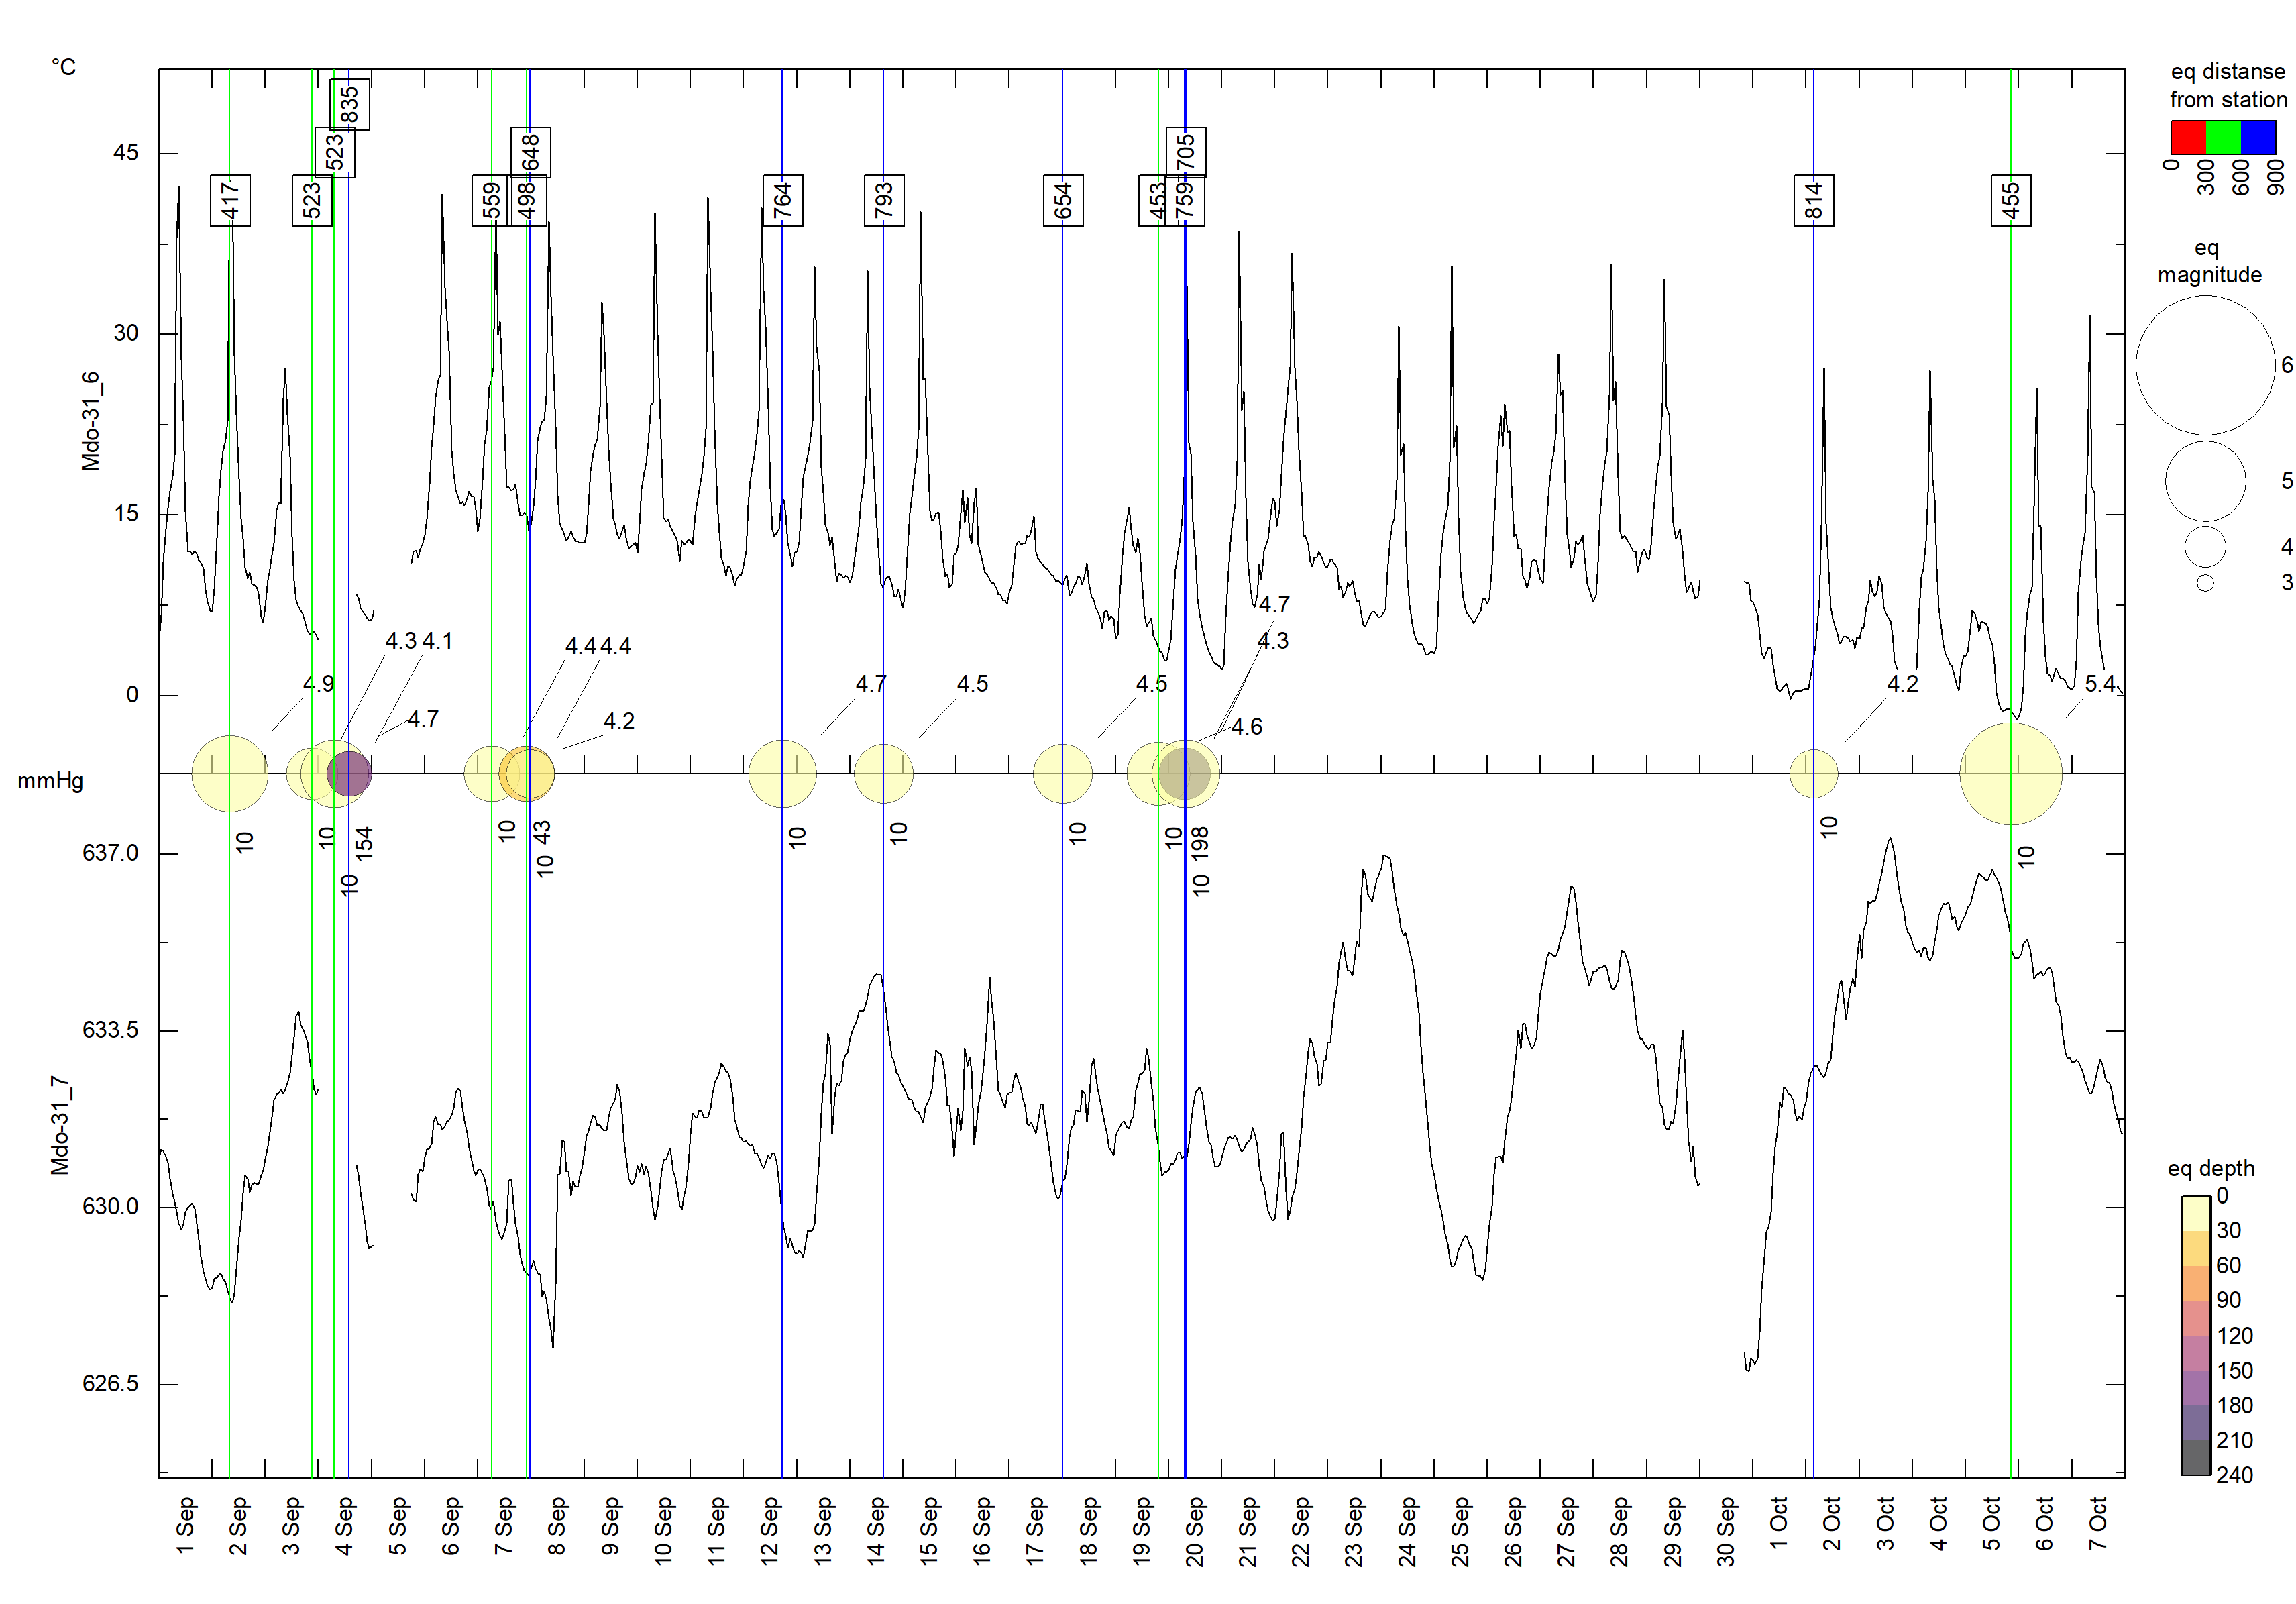 °C
eq distanse
from station
0 300 600 900
835
523 648 705
417 523 559 498 764 793 654 453 759 814 455
45
30
15
0
Mdo-31_6
eq
magnitude
6
5
4
3
4.7
4.3 4.1 4.4 4.4 4.3
4.9 4.7 4.5 4.5 4.2 5.4
4.7 4.2 4.6
mmHg
10 10 154 10 43 10 10 10 10 198 10 10
10 10 10
637.0
633.5
630.0
626.5
Mdo-31_7
eq depth
0
30
60
90
120
150
180
210
240
1 Sep 2 Sep 3 Sep 4 Sep 5 Sep 6 Sep 7 Sep 8 Sep 9 Sep 10 Sep 11 Sep 12 Sep 13 Sep 14 Sep 15 Sep 16 Sep 17 Sep 18 Sep 19 Sep 20 Sep 21 Sep 22 Sep 23 Sep 24 Sep 25 Sep 26 Sep 27 Sep 28 Sep 29 Sep 30 Sep 1 Oct 2 Oct 3 Oct 4 Oct 5 Oct 6 Oct 7 Oct